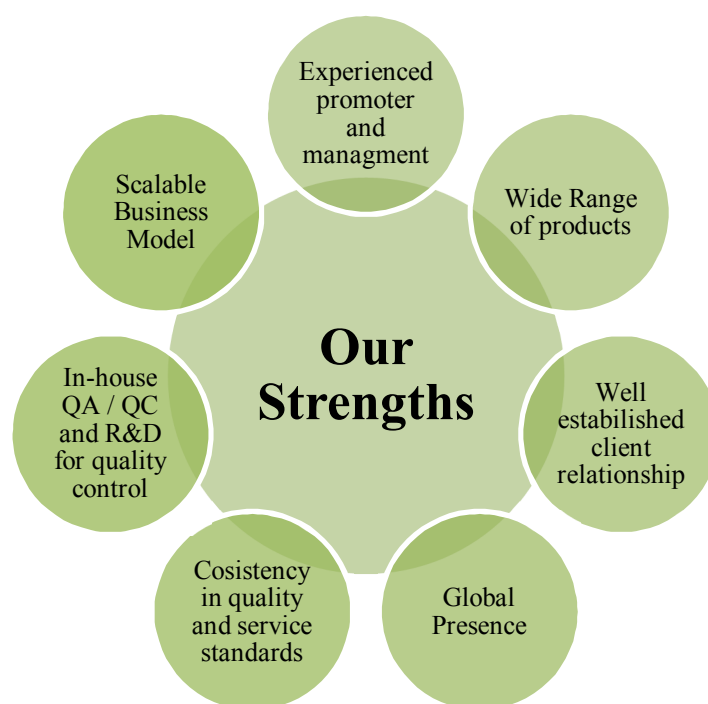 Experienced
promoter
and
managment
Wide Range
of products
Well
estabilished
client
relationship
Global
Presence
Cosistency
in quality
and service
standards
In-house
QA / QC
and R&D
for quality
control
Scalable
Business
Model
Our
Strengths